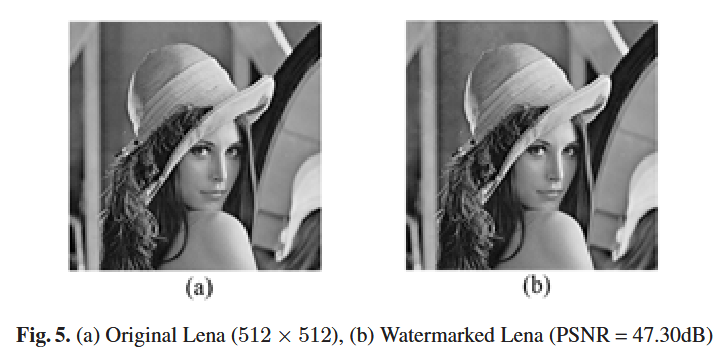 (a) (b)
Fig. 5. (a) Original Lena (512 × 512), (b) Watermarked Lena (PSNR = 47.30dB)